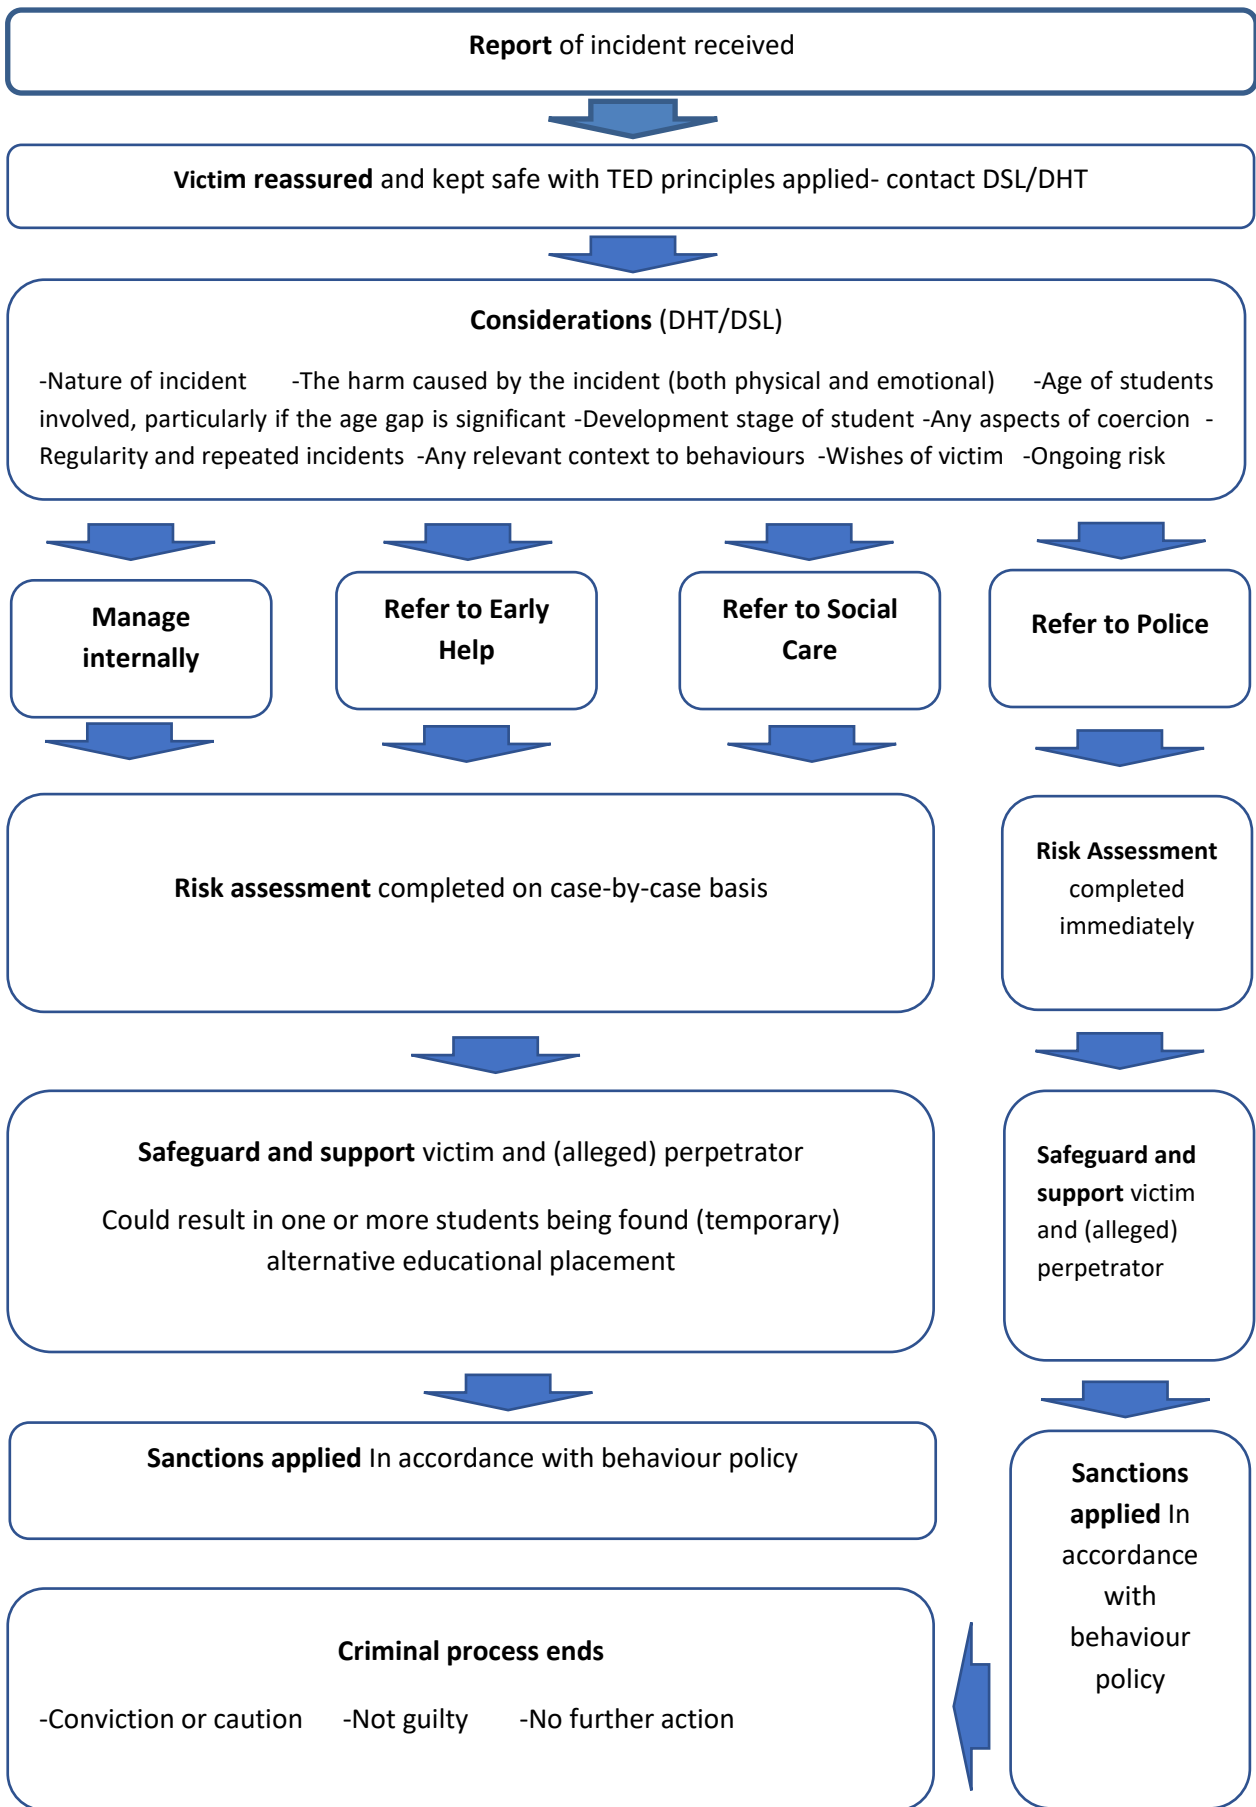 Report of incident received
Victim reassured and kept safe with TED principles applied- contact DSL/DHT
Considerations (DHT/DSL)
-Nature of incident -The harm caused by the incident (both physical and emotional) -Age of students
involved, particularly if the age gap is significant -Development stage of student -Any aspects of coercion -
Regularity and repeated incidents -Any relevant context to behaviours -Wishes of victim -Ongoing risk
Manage
internally
Refer to Early
Help
Refer to Social
Care
Refer to Police
Risk assessment completed on case-by-case basis
Risk Assessment
completed
immediately
Safeguard and support victim and (alleged) perpetrator
Could result in one or more students being found (temporary)
alternative educational placement
Safeguard and
support victim
and (alleged)
perpetrator
Sanctions applied In accordance with behaviour policy
Sanctions
applied In
accordance
with
behaviour
policy
Criminal process ends
-Conviction or caution -Not guilty -No further action